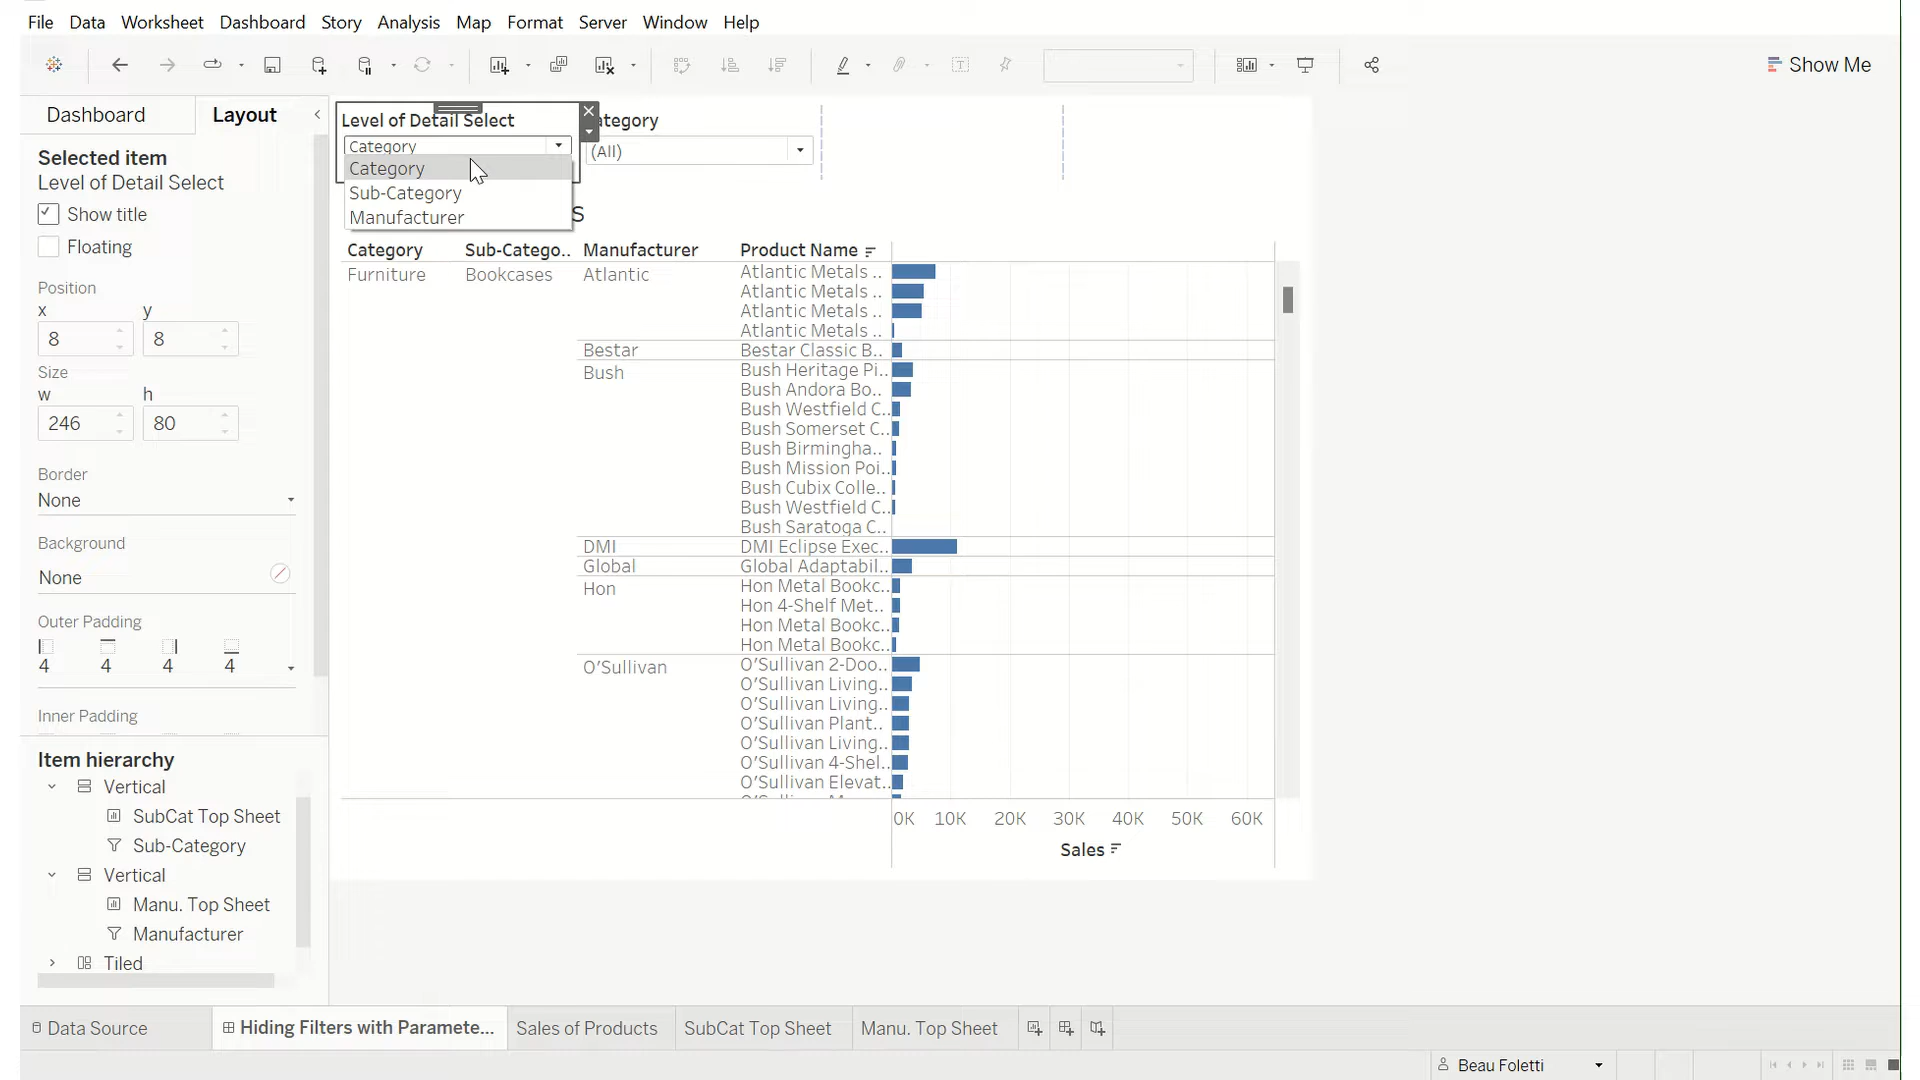 File Data Worksheet Dashboard Story Analysis Map Format Server Window Help
Show Me
Dashboard Layout
Selected item
Level of Detail Select
Show title
Floating
Position
x y
8 8
Size
w h
246 80
Border
None
Background
None
Outer Padding
4 4 4 4
Inner Padding
Item hierarchy
Vertical
SubCat Top Sheet
Sub-Category
Vertical
Manu. Top Sheet
Manufacturer
Tiled
Level of Detail Select
Category
Category
Sub-Category
Manufacturer
ategory
(All)
s
Category Sub-Catego.. Manufacturer Product Name
Furniture Bookcases Atlantic Atlantic Metals ..
Atlantic Metals ..
Atlantic Metals ..
Atlantic Metals ..
Bestar Bestar Classic B..
Bush Bush Heritage Pi..
Bush Andora Bo..
Bush Westfield C..
Bush Somerset C..
Bush Birmingha..
Bush Mission Poi..
Bush Cubix Colle..
Bush Westfield C..
Bush Saratoga C..
DMI DMI Eclipse Exec..
Global Global Adaptabil..
Hon Hon Metal Bookc..
Hon 4-Shelf Met..
Hon Metal Bookc..
Hon Metal Bookc..
O'Sullivan O'Sullivan 2-Doo..
O'Sullivan Living..
O'Sullivan Living..
O'Sullivan Plant..
O'Sullivan Living..
O'Sullivan 4-Shel..
O'Sullivan Elevat..
0K 10K 20K 30K 40K 50K 60K
Sales
Data Source Hiding Filters with Paramete... Sales of Products SubCat Top Sheet Manu. Top Sheet
Beau Foletti